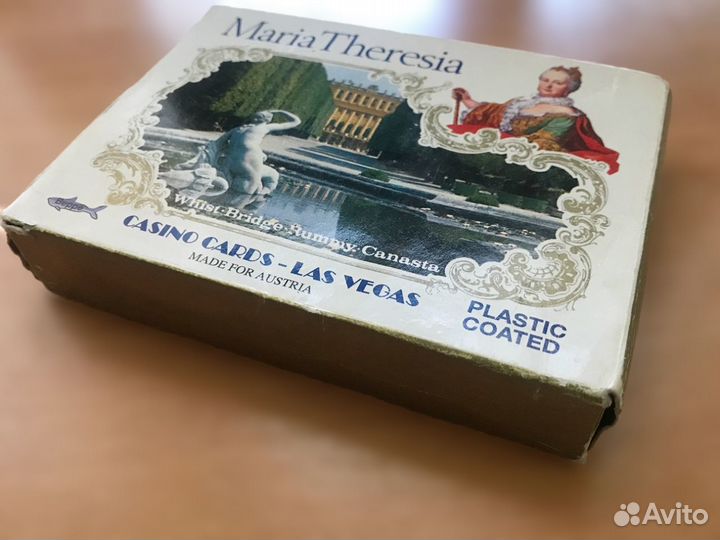 Maria Theresia
Whist · Bridge · Rummy · Canasta
CASINO CARDS – LAS VEGAS
MADE FOR AUSTRIA
PLASTIC
COATED
Avito